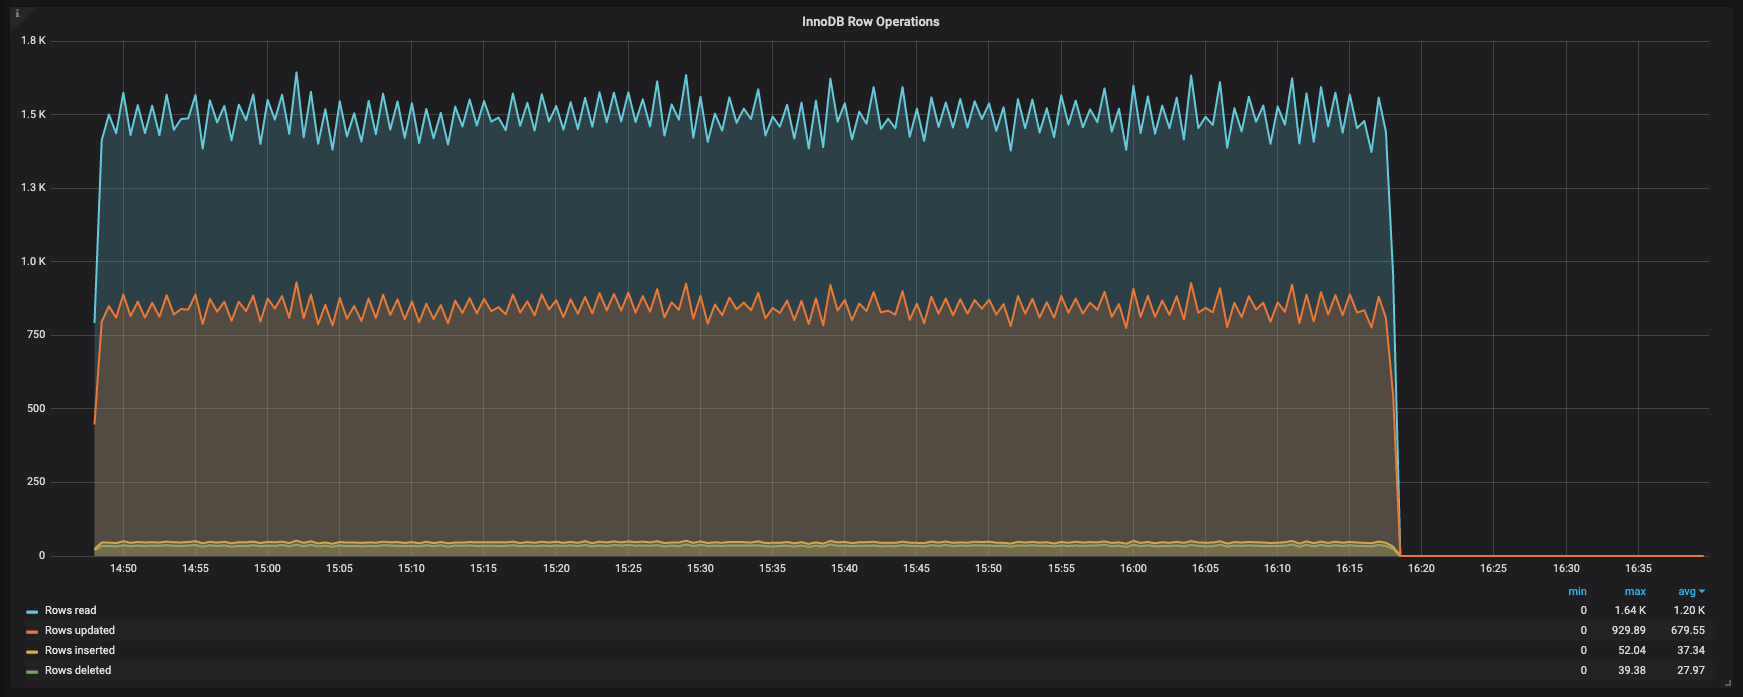 i
InnoDB Row Operations
1.8 K
1.5 K
1.3 K
1.0 K
750
500
250
0
14:50 14:55 15:00 15:05 15:10 15:15 15:20 15:25 15:30 15:35 15:40 15:45 15:50 15:55 16:00 16:05 16:10 16:15 16:20 16:25 16:30 16:35
min max avg
Rows read 0 1.64 K 1.20 K
Rows updated 0 929.89 679.55
Rows inserted 0 52.04 37.34
Rows deleted 0 39.38 27.97